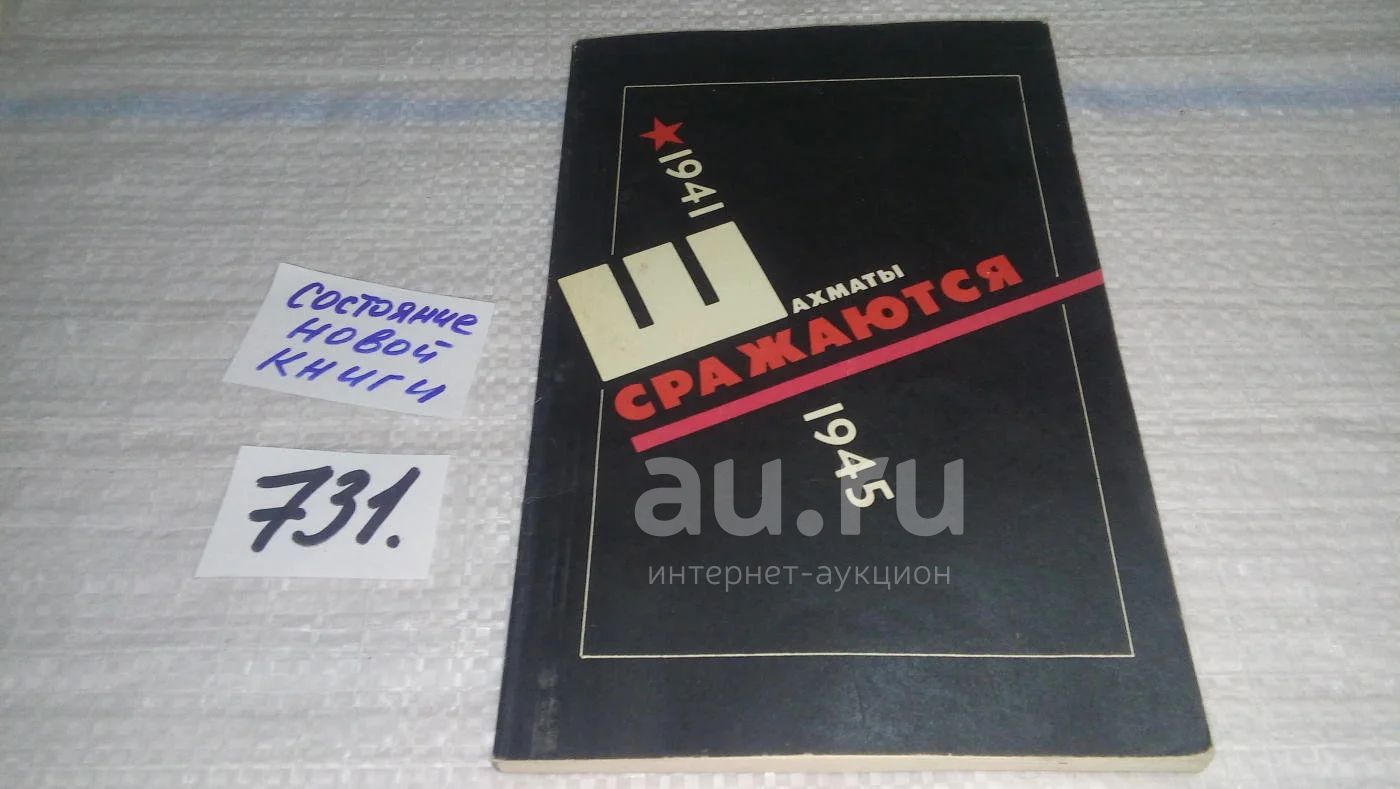 1941
ШАХМАТЫ
СРАЖАЮТСЯ
1945
состояние
новой
книги
731.
au.ru
интернет-аукцион